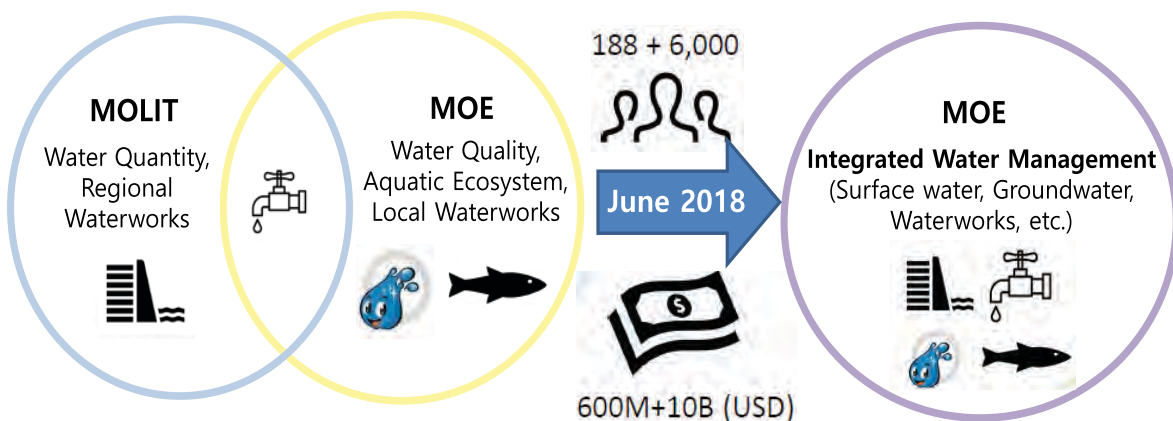 MOLIT
Water Quantity,
Regional
Waterworks
MOE
Water Quality,
Aquatic Ecosystem,
Local Waterworks
188 + 6,000
June 2018
$
600M+10B (USD)
MOE
Integrated Water Management
(Surface water, Groundwater,
Waterworks, etc.)